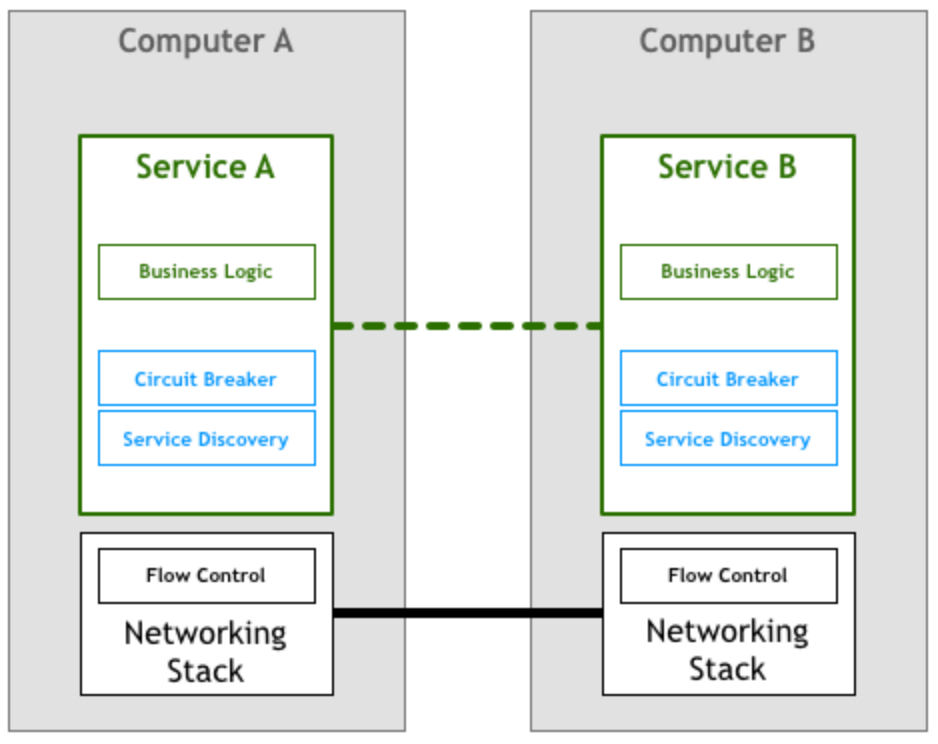 Computer A
Computer B
Service A
Business Logic
Circuit Breaker
Service Discovery
Flow Control
Networking
Stack
Service B
Business Logic
Circuit Breaker
Service Discovery
Flow Control
Networking
Stack